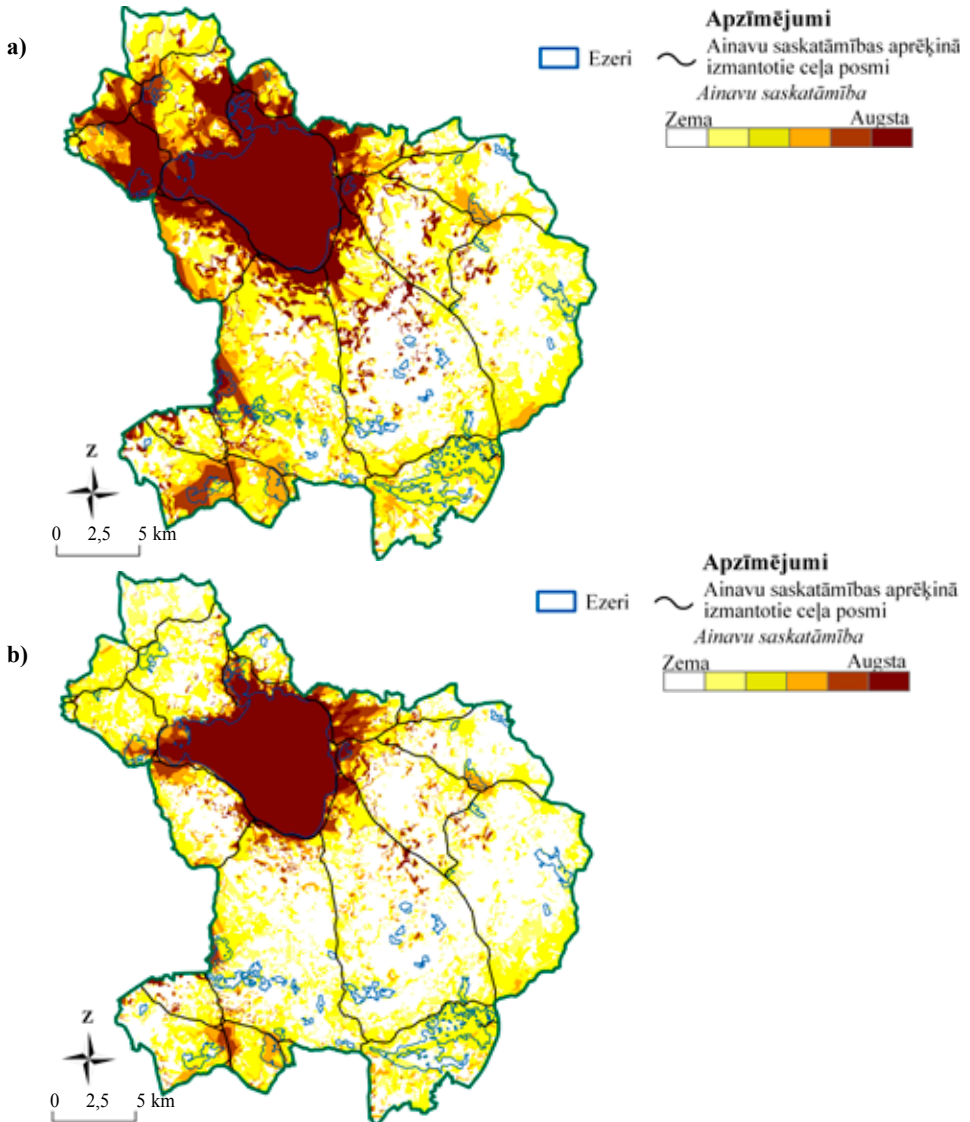 a)
Apzīmējumi
Ezeri
Ainavu saskatāmības aprēķinā
izmantotie ceļa posmi
Ainavu saskatāmība
Zema Augsta
Z
0 2,5 5 km
b)
Apzīmējumi
Ezeri
Ainavu saskatāmības aprēķinā
izmantotie ceļa posmi
Ainavu saskatāmība
Zema Augsta
Z
0 2,5 5 km